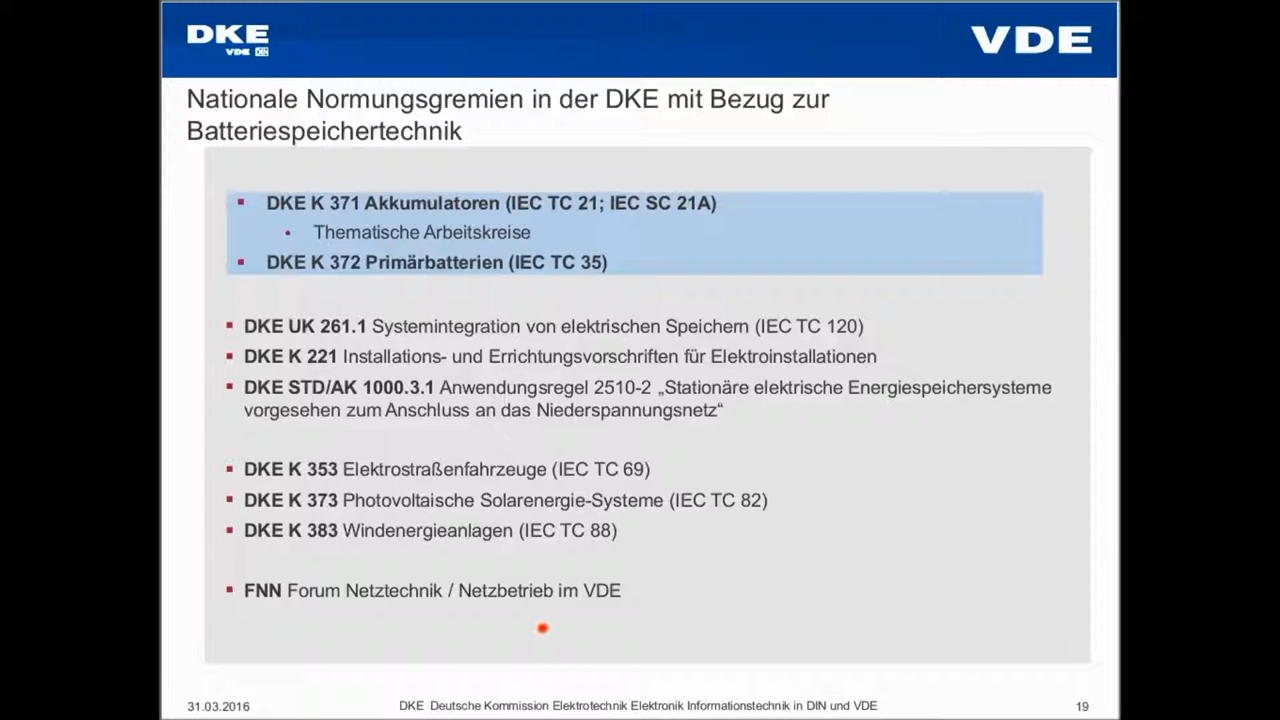 DKE
VDE DIN
VDE
Nationale Normungsgremien in der DKE mit Bezug zur
Batteriespeichertechnik
DKE K 371 Akkumulatoren (IEC TC 21; IEC SC 21A)
Thematische Arbeitskreise
DKE K 372 Primärbatterien (IEC TC 35)
DKE UK 261.1 Systemintegration von elektrischen Speichern (IEC TC 120)
DKE K 221 Installations- und Errichtungsvorschriften für Elektroinstallationen
DKE STD/AK 1000.3.1 Anwendungsregel 2510-2 „Stationäre elektrische Energiespeichersysteme
vorgesehen zum Anschluss an das Niederspannungsnetz“
DKE K 353 Elektrostraßenfahrzeuge (IEC TC 69)
DKE K 373 Photovoltaische Solarenergie-Systeme (IEC TC 82)
DKE K 383 Windenergieanlagen (IEC TC 88)
FNN Forum Netztechnik / Netzbetrieb im VDE
31.03.2016
DKE Deutsche Kommission Elektrotechnik Elektronik Informationstechnik in DIN und VDE
19